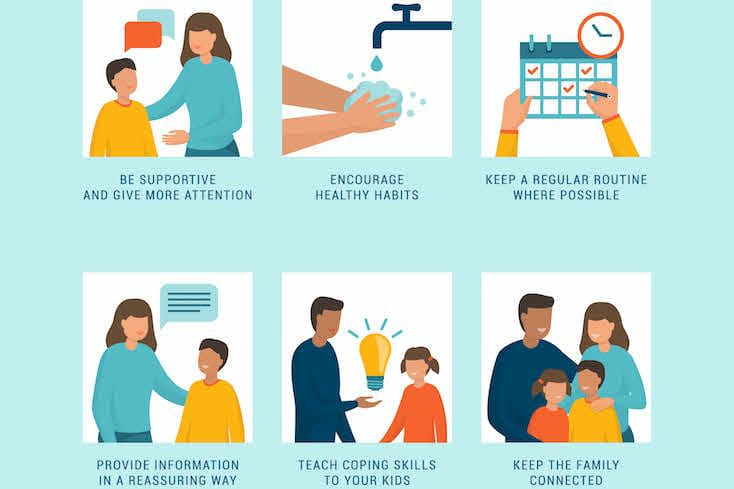 BE SUPPORTIVE
AND GIVE MORE ATTENTION
ENCOURAGE
HEALTHY HABITS
KEEP A REGULAR ROUTINE
WHERE POSSIBLE
PROVIDE INFORMATION
IN A REASSURING WAY
TEACH COPING SKILLS
TO YOUR KIDS
KEEP THE FAMILY
CONNECTED